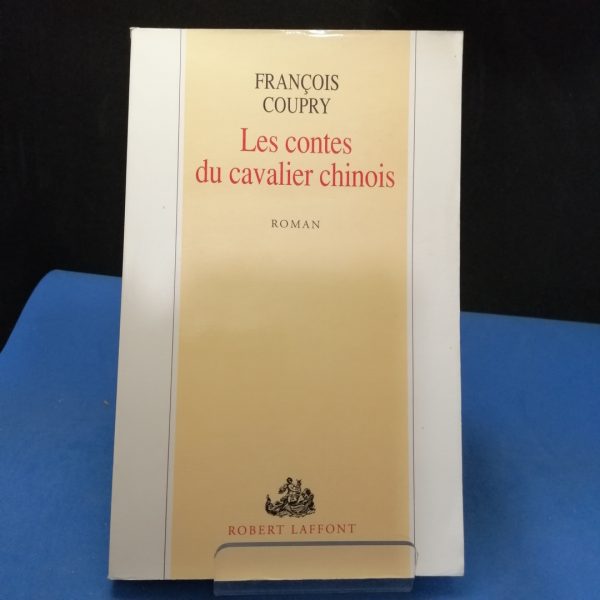 FRANÇOIS
COUPRY
Les contes
du cavalier chinois
ROMAN
ROBERT LAFFONT